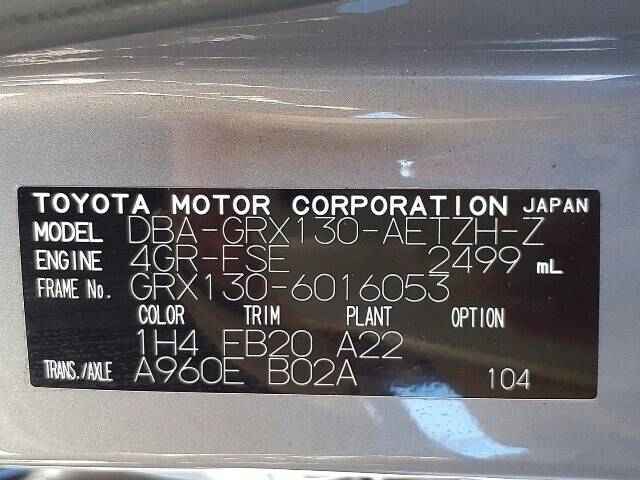 TOYOTA MOTOR CORPORATION JAPAN
MODEL DBA-GRX130-AETZH-Z
ENGINE 4GR-FSE 2499 mL
FRAME No. GRX130-6016053
COLOR TRIM PLANT OPTION
1H4 FB20 A22
TRANS./AXLE A960E B02A 104